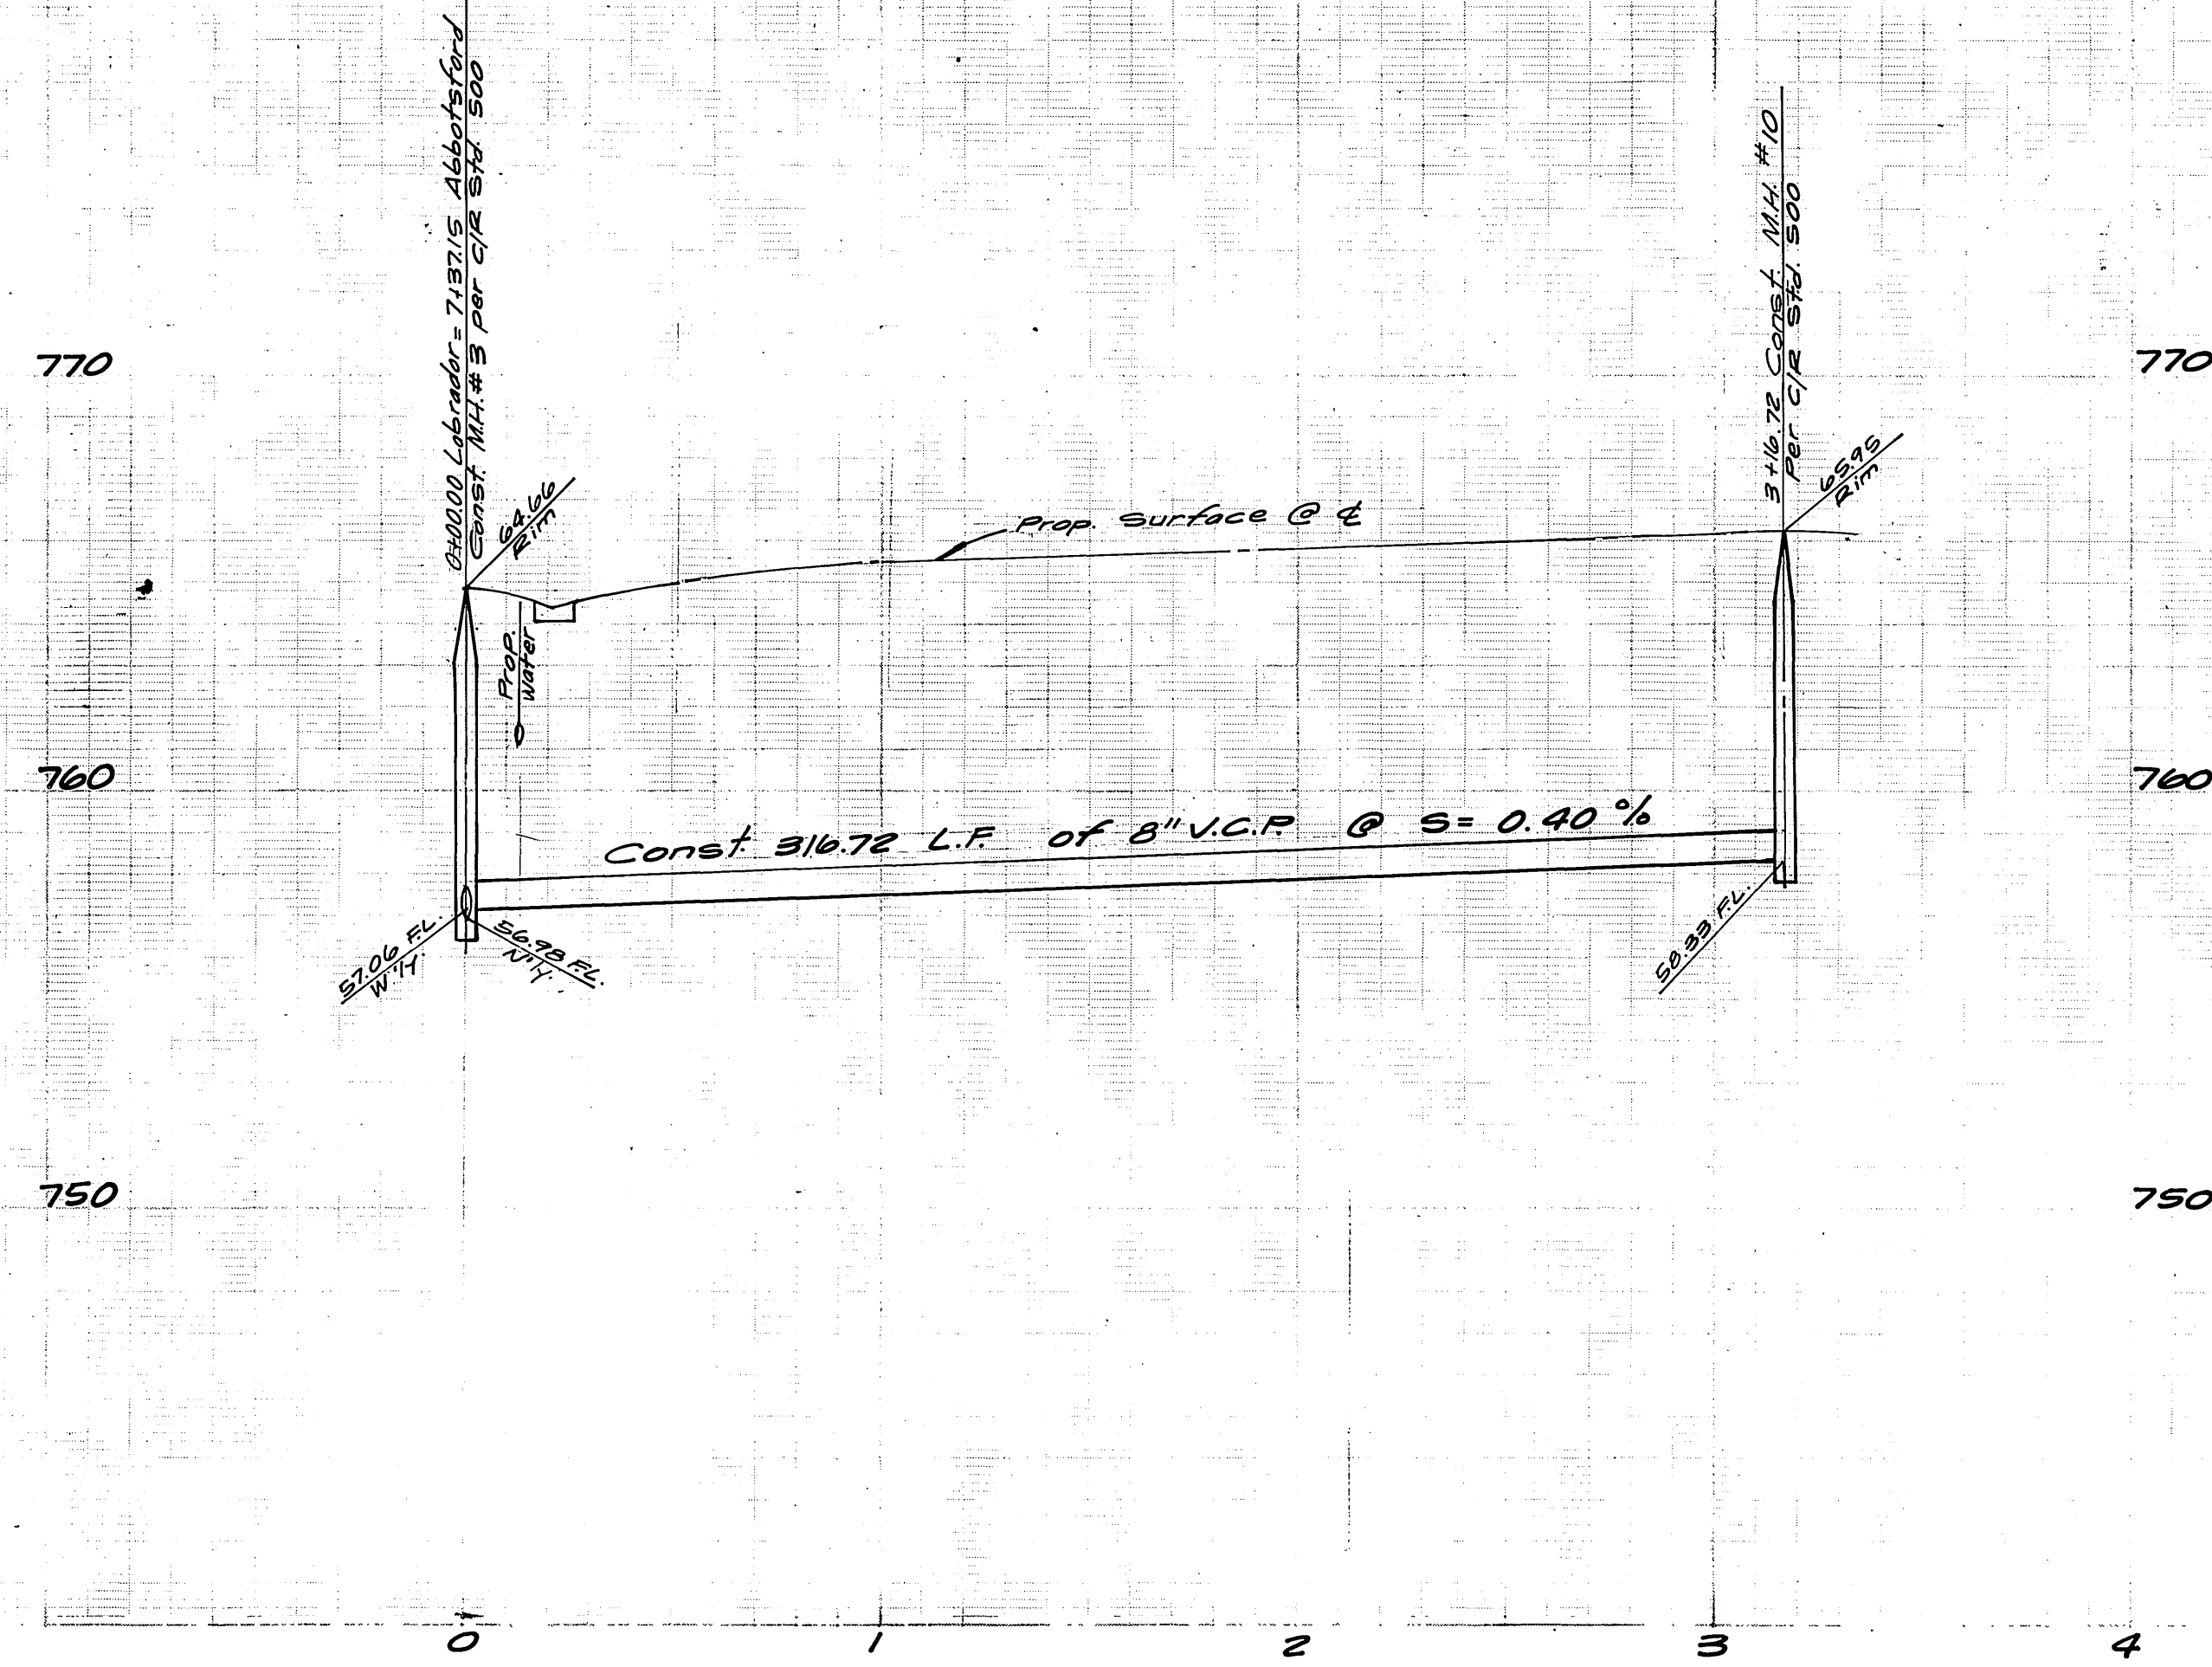 0+00.00 Labrador = 7+37.15 Abbotsford
Const. M.H. #3 per C/R Std. 500
3+16.72 Const. M.H. #10
Per C/R Std. 500
770
770
64.66
Rim
65.95
Rim
Prop. Surface @ ℄
Prop.
Water
760
760
Const. 316.72 L.F. of 8" V.C.P. @ S= 0.40 %
57.06 F.L.
W'ly.
56.98 F.L.
N'ly.
58.33 F.L.
750
750
0
1
2
3
4